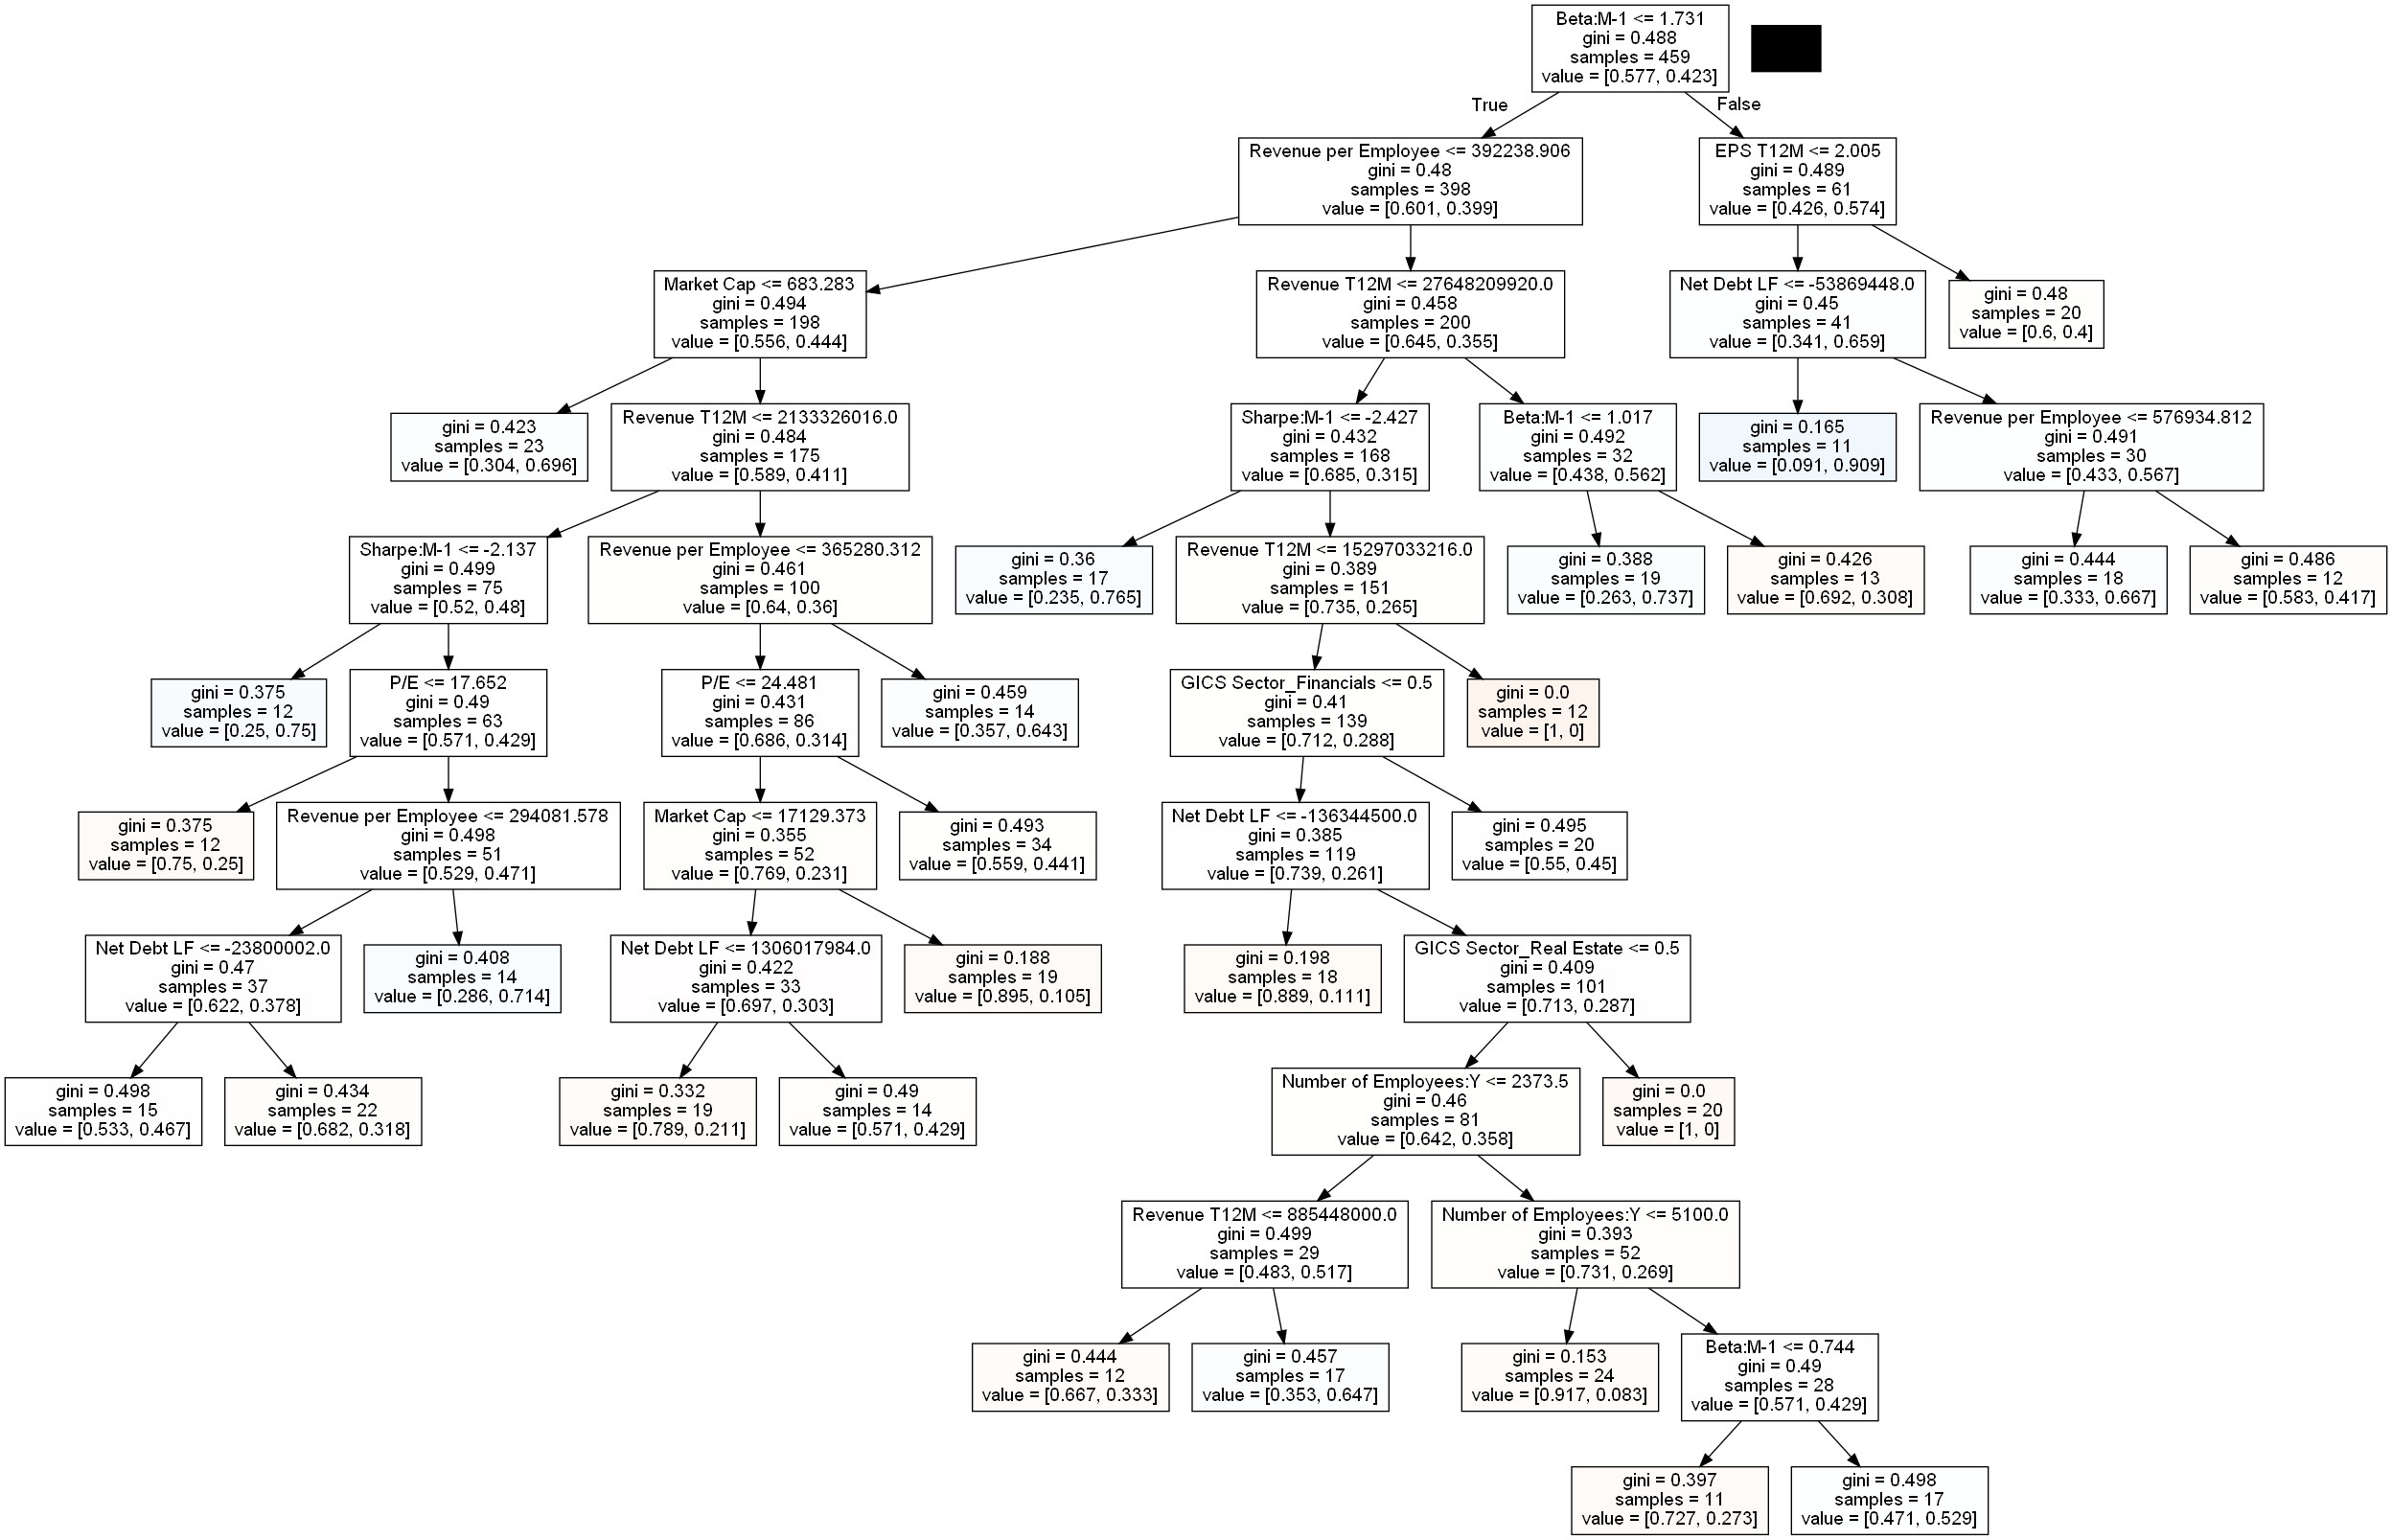 Beta:M-1 <= 1.731
gini = 0.488
samples = 459
value = [0.577, 0.423]
True
False
Revenue per Employee <= 392238.906
gini = 0.48
samples = 398
value = [0.601, 0.399]
EPS T12M <= 2.005
gini = 0.489
samples = 61
value = [0.426, 0.574]
Market Cap <= 683.283
gini = 0.494
samples = 198
value = [0.556, 0.444]
Revenue T12M <= 27648209920.0
gini = 0.458
samples = 200
value = [0.645, 0.355]
Net Debt LF <= -53869448.0
gini = 0.45
samples = 41
value = [0.341, 0.659]
gini = 0.48
samples = 20
value = [0.6, 0.4]
gini = 0.423
samples = 23
value = [0.304, 0.696]
Revenue T12M <= 2133326016.0
gini = 0.484
samples = 175
value = [0.589, 0.411]
Sharpe:M-1 <= -2.427
gini = 0.432
samples = 168
value = [0.685, 0.315]
Beta:M-1 <= 1.017
gini = 0.492
samples = 32
value = [0.438, 0.562]
gini = 0.165
samples = 11
value = [0.091, 0.909]
Revenue per Employee <= 576934.812
gini = 0.491
samples = 30
value = [0.433, 0.567]
Sharpe:M-1 <= -2.137
gini = 0.499
samples = 75
value = [0.52, 0.48]
Revenue per Employee <= 365280.312
gini = 0.461
samples = 100
value = [0.64, 0.36]
gini = 0.36
samples = 17
value = [0.235, 0.765]
Revenue T12M <= 15297033216.0
gini = 0.389
samples = 151
value = [0.735, 0.265]
gini = 0.388
samples = 19
value = [0.263, 0.737]
gini = 0.426
samples = 13
value = [0.692, 0.308]
gini = 0.444
samples = 18
value = [0.333, 0.667]
gini = 0.486
samples = 12
value = [0.583, 0.417]
gini = 0.375
samples = 12
value = [0.25, 0.75]
P/E <= 17.652
gini = 0.49
samples = 63
value = [0.571, 0.429]
P/E <= 24.481
gini = 0.431
samples = 86
value = [0.686, 0.314]
gini = 0.459
samples = 14
value = [0.357, 0.643]
GICS Sector_Financials <= 0.5
gini = 0.41
samples = 139
value = [0.712, 0.288]
gini = 0.0
samples = 12
value = [1, 0]
gini = 0.375
samples = 12
value = [0.75, 0.25]
Revenue per Employee <= 294081.578
gini = 0.498
samples = 51
value = [0.529, 0.471]
Market Cap <= 17129.373
gini = 0.355
samples = 52
value = [0.769, 0.231]
gini = 0.493
samples = 34
value = [0.559, 0.441]
Net Debt LF <= -136344500.0
gini = 0.385
samples = 119
value = [0.739, 0.261]
gini = 0.495
samples = 20
value = [0.55, 0.45]
Net Debt LF <= -23800002.0
gini = 0.47
samples = 37
value = [0.622, 0.378]
gini = 0.408
samples = 14
value = [0.286, 0.714]
Net Debt LF <= 1306017984.0
gini = 0.422
samples = 33
value = [0.697, 0.303]
gini = 0.188
samples = 19
value = [0.895, 0.105]
gini = 0.198
samples = 18
value = [0.889, 0.111]
GICS Sector_Real Estate <= 0.5
gini = 0.409
samples = 101
value = [0.713, 0.287]
gini = 0.498
samples = 15
value = [0.533, 0.467]
gini = 0.434
samples = 22
value = [0.682, 0.318]
gini = 0.332
samples = 19
value = [0.789, 0.211]
gini = 0.49
samples = 14
value = [0.571, 0.429]
Number of Employees:Y <= 2373.5
gini = 0.46
samples = 81
value = [0.642, 0.358]
gini = 0.0
samples = 20
value = [1, 0]
Revenue T12M <= 885448000.0
gini = 0.499
samples = 29
value = [0.483, 0.517]
Number of Employees:Y <= 5100.0
gini = 0.393
samples = 52
value = [0.731, 0.269]
gini = 0.444
samples = 12
value = [0.667, 0.333]
gini = 0.457
samples = 17
value = [0.353, 0.647]
gini = 0.153
samples = 24
value = [0.917, 0.083]
Beta:M-1 <= 0.744
gini = 0.49
samples = 28
value = [0.571, 0.429]
gini = 0.397
samples = 11
value = [0.727, 0.273]
gini = 0.498
samples = 17
value = [0.471, 0.529]